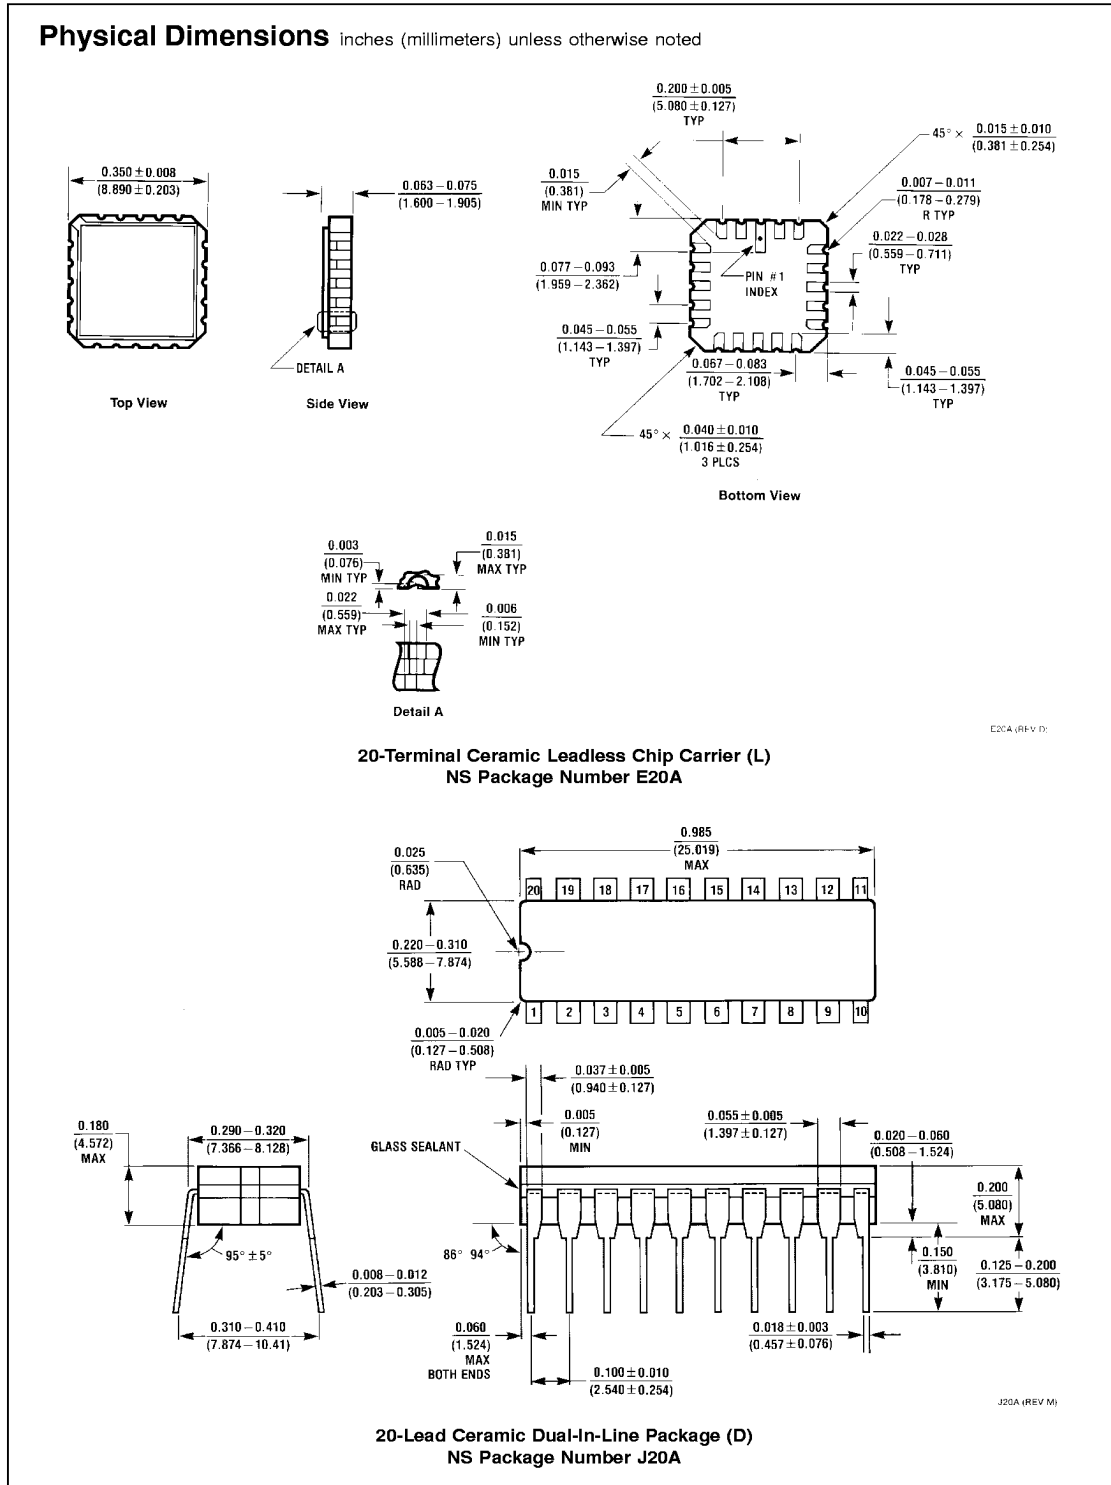 Physical Dimensions inches (millimeters) unless otherwise noted
0.350 ± 0.008
(8.890 ± 0.203)
Top View
0.063 – 0.075
(1.600 – 1.905)
DETAIL A
Side View
0.200 ± 0.005
(5.080 ± 0.127)
TYP
0.015
(0.381)
MIN TYP
45° × 0.015 ± 0.010
(0.381 ± 0.254)
0.007 – 0.011
(0.178 – 0.279)
R TYP
0.022 – 0.028
(0.559 – 0.711)
TYP
0.077 – 0.093
(1.959 – 2.362)
PIN #1
INDEX
0.045 – 0.055
(1.143 – 1.397)
TYP
0.067 – 0.083
(1.702 – 2.108)
TYP
0.045 – 0.055
(1.143 – 1.397)
TYP
45° × 0.040 ± 0.010
(1.016 ± 0.254)
3 PLCS
Bottom View
0.003
(0.076)
MIN TYP
0.015
(0.381)
MAX TYP
0.022
(0.559)
MAX TYP
0.006
(0.152)
MIN TYP
Detail A
E20A (REV D)
20-Terminal Ceramic Leadless Chip Carrier (L)
NS Package Number E20A
0.985
(25.019)
MAX
0.025
(0.635)
RAD
20 19 18 17 16 15 14 13 12 11
0.220 – 0.310
(5.588 – 7.874)
1 2 3 4 5 6 7 8 9 10
0.005 – 0.020
(0.127 – 0.508)
RAD TYP
0.037 ± 0.005
(0.940 ± 0.127)
0.180
(4.572)
MAX
0.290 – 0.320
(7.366 – 8.128)
GLASS SEALANT
0.005
(0.127)
MIN
0.055 ± 0.005
(1.397 ± 0.127)
0.020 – 0.060
(0.508 – 1.524)
0.200
(5.080)
MAX
95° ± 5°
86° 94°
0.150
(3.810)
MIN
0.125 – 0.200
(3.175 – 5.080)
0.008 – 0.012
(0.203 – 0.305)
0.310 – 0.410
(7.874 – 10.41)
0.060
(1.524)
MAX
BOTH ENDS
0.018 ± 0.003
(0.457 ± 0.076)
0.100 ± 0.010
(2.540 ± 0.254)
J20A (REV M)
20-Lead Ceramic Dual-In-Line Package (D)
NS Package Number J20A